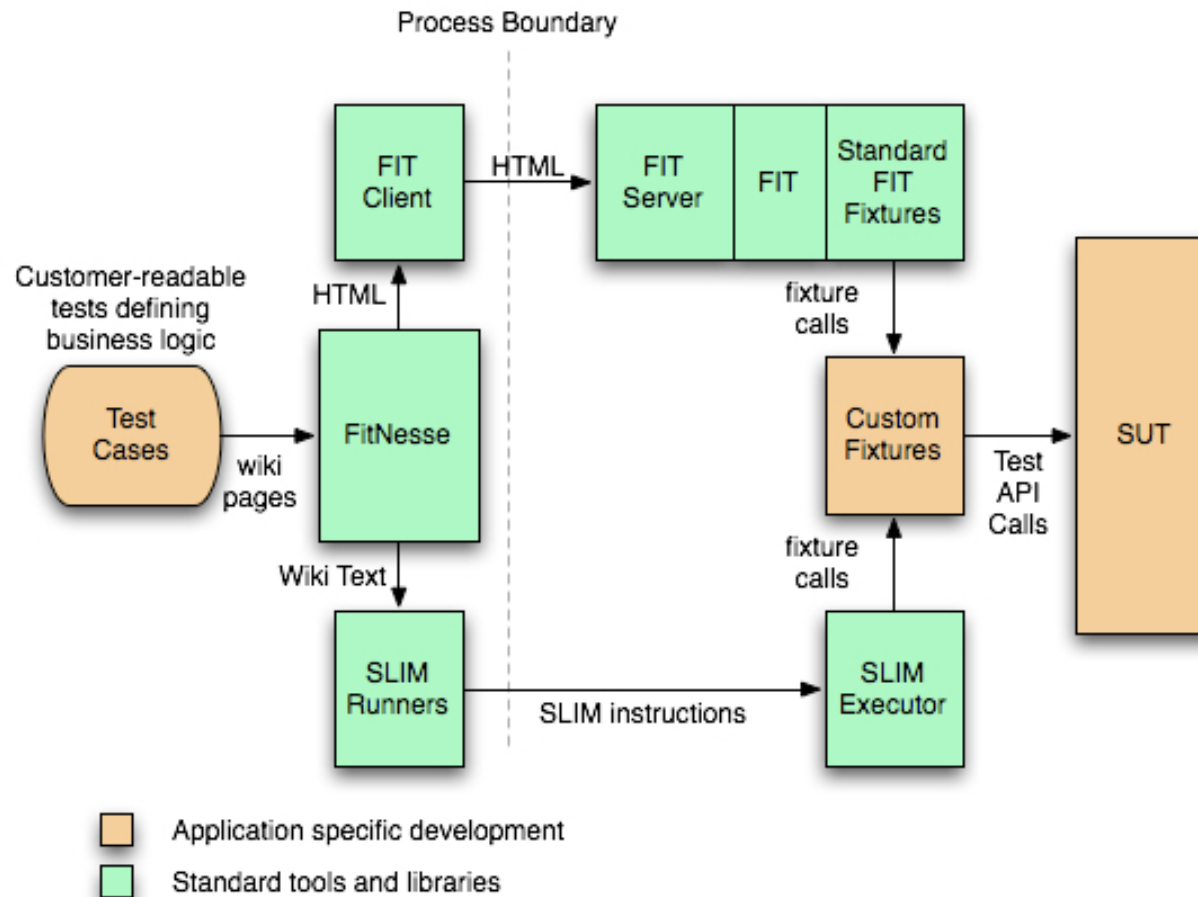 Process Boundary
FIT
Client
HTML
FIT
Server
FIT
Standard
FIT
Fixtures
Customer-readable
tests defining
business logic
HTML
fixture
calls
Test
Cases
wiki
pages
FitNesse
Custom
Fixtures
Test
API
Calls
SUT
Wiki Text
fixture
calls
SLIM
Runners
SLIM instructions
SLIM
Executor
Application specific development
Standard tools and libraries